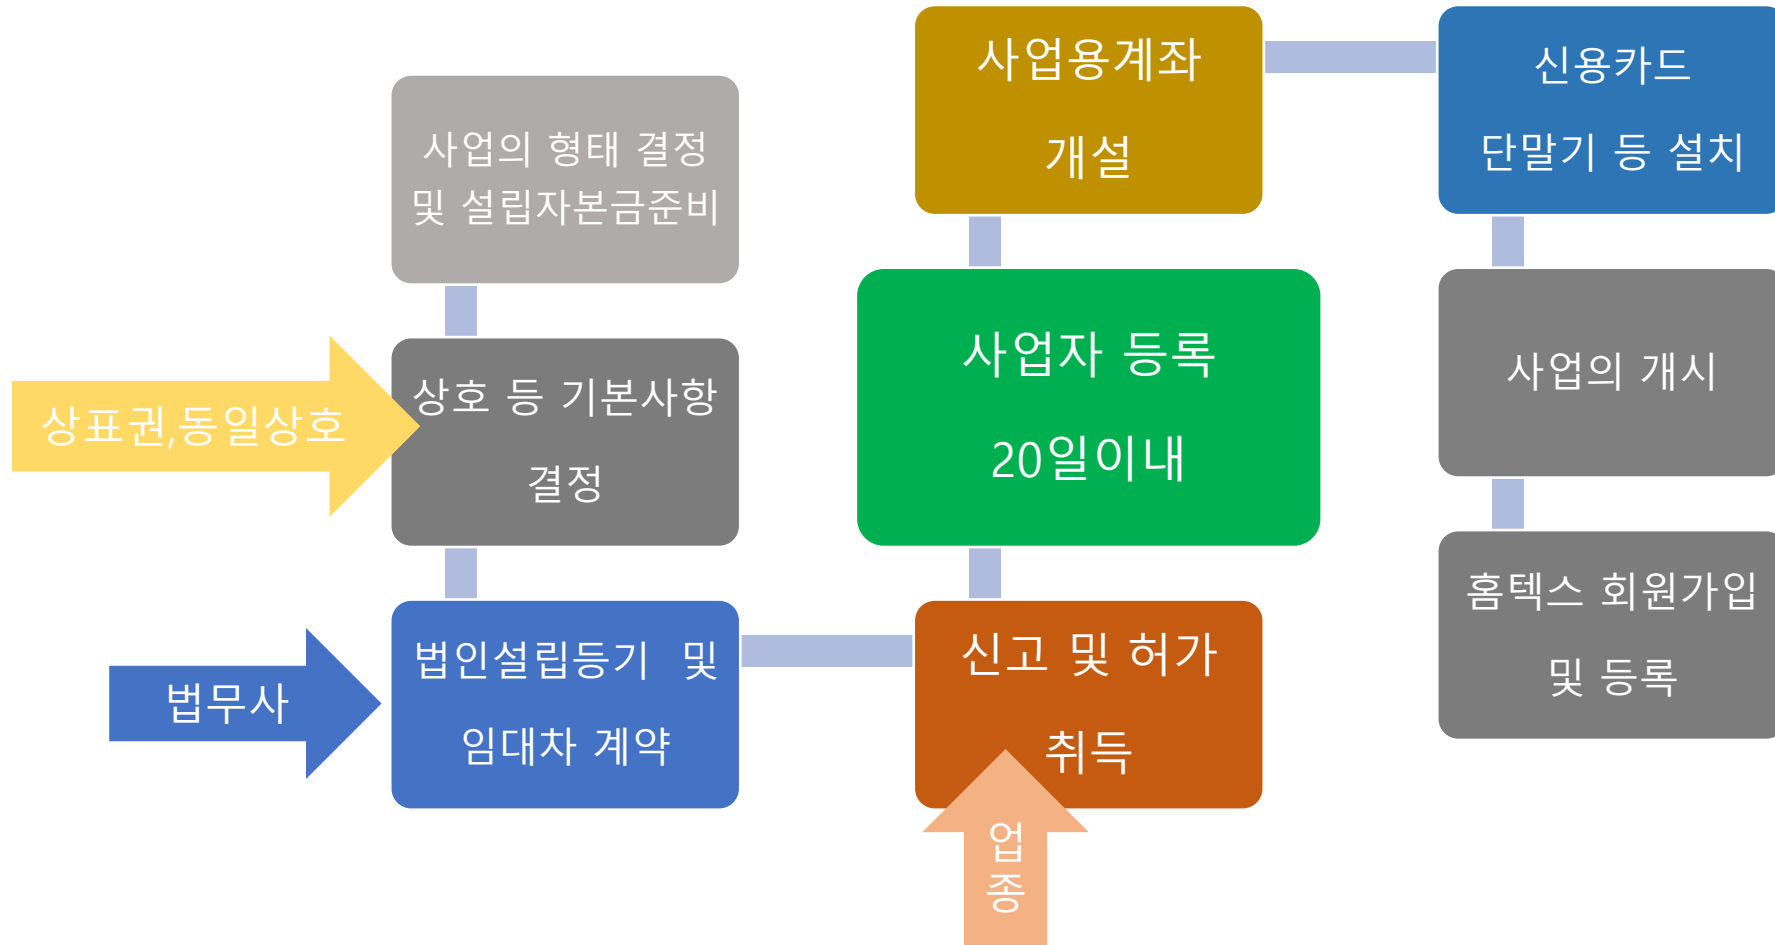 사업의 형태 결정
및 설립자본금준비
상표권,동일상호
상호 등 기본사항
결정
법무사
법인설립등기 및
임대차 계약
신고 및 허가
취득
업
종
사업자 등록
20일이내
사업용계좌
개설
신용카드
단말기 등 설치
사업의 개시
홈텍스 회원가입
및 등록